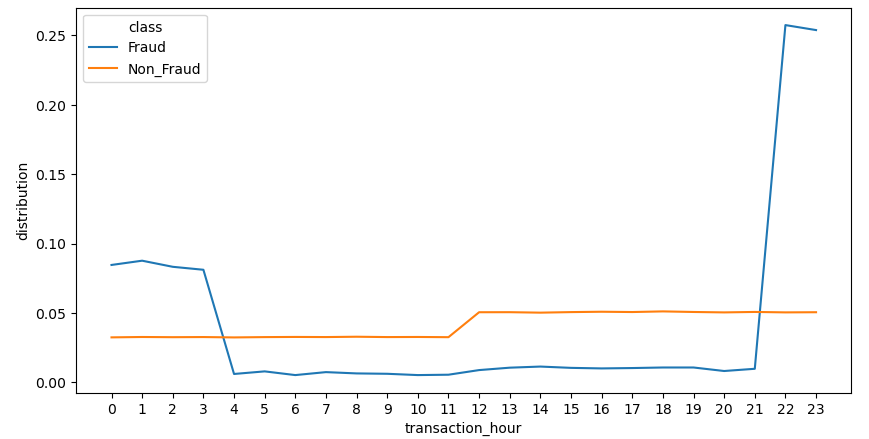 class
Fraud
Non_Fraud
0.25
0.20
0.15
0.10
0.05
0.00
distribution
0 1 2 3 4 5 6 7 8 9 10 11 12 13 14 15 16 17 18 19 20 21 22 23
transaction_hour